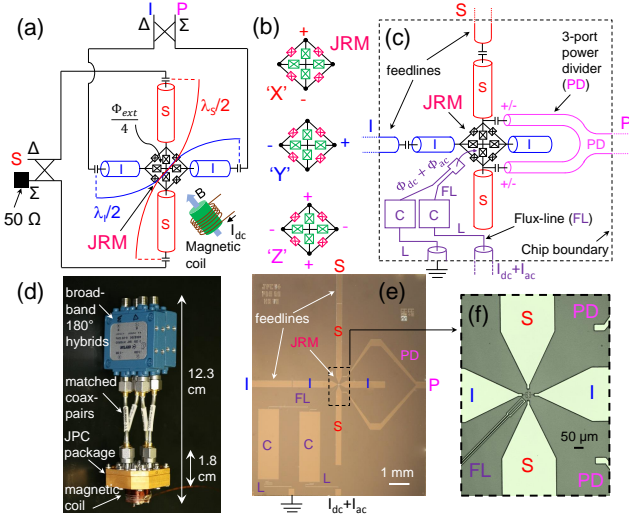 (a)
I P
Δ Σ
Φext
4
S
λS/2
Δ
S
Σ
50 Ω
I
I
λI/2
JRM
S
B
Idc
Magnetic
coil
(b)
+
JRM
'X' -
- +
'Y'
+
- -
'Z' +
(c)
S
feedlines
S
3-port
power
divider
(PD)
JRM
+/-
I
I
I
PD
P
Φdc + Φac
FL
+/-
C C
S
L
L
Flux-line (FL)
Chip boundary
Idc+Iac
(d)
broad-
band
180°
hybrids
matched
coax-
pairs
JPC
package
magnetic
coil
12.3
cm
1.8
cm
(e)
S
feedlines
S
JRM
PD
I I I P
FL
S
C C
L
L
1 mm
Idc+Iac
(f)
S
PD
I I
50 µm
FL
S
PD